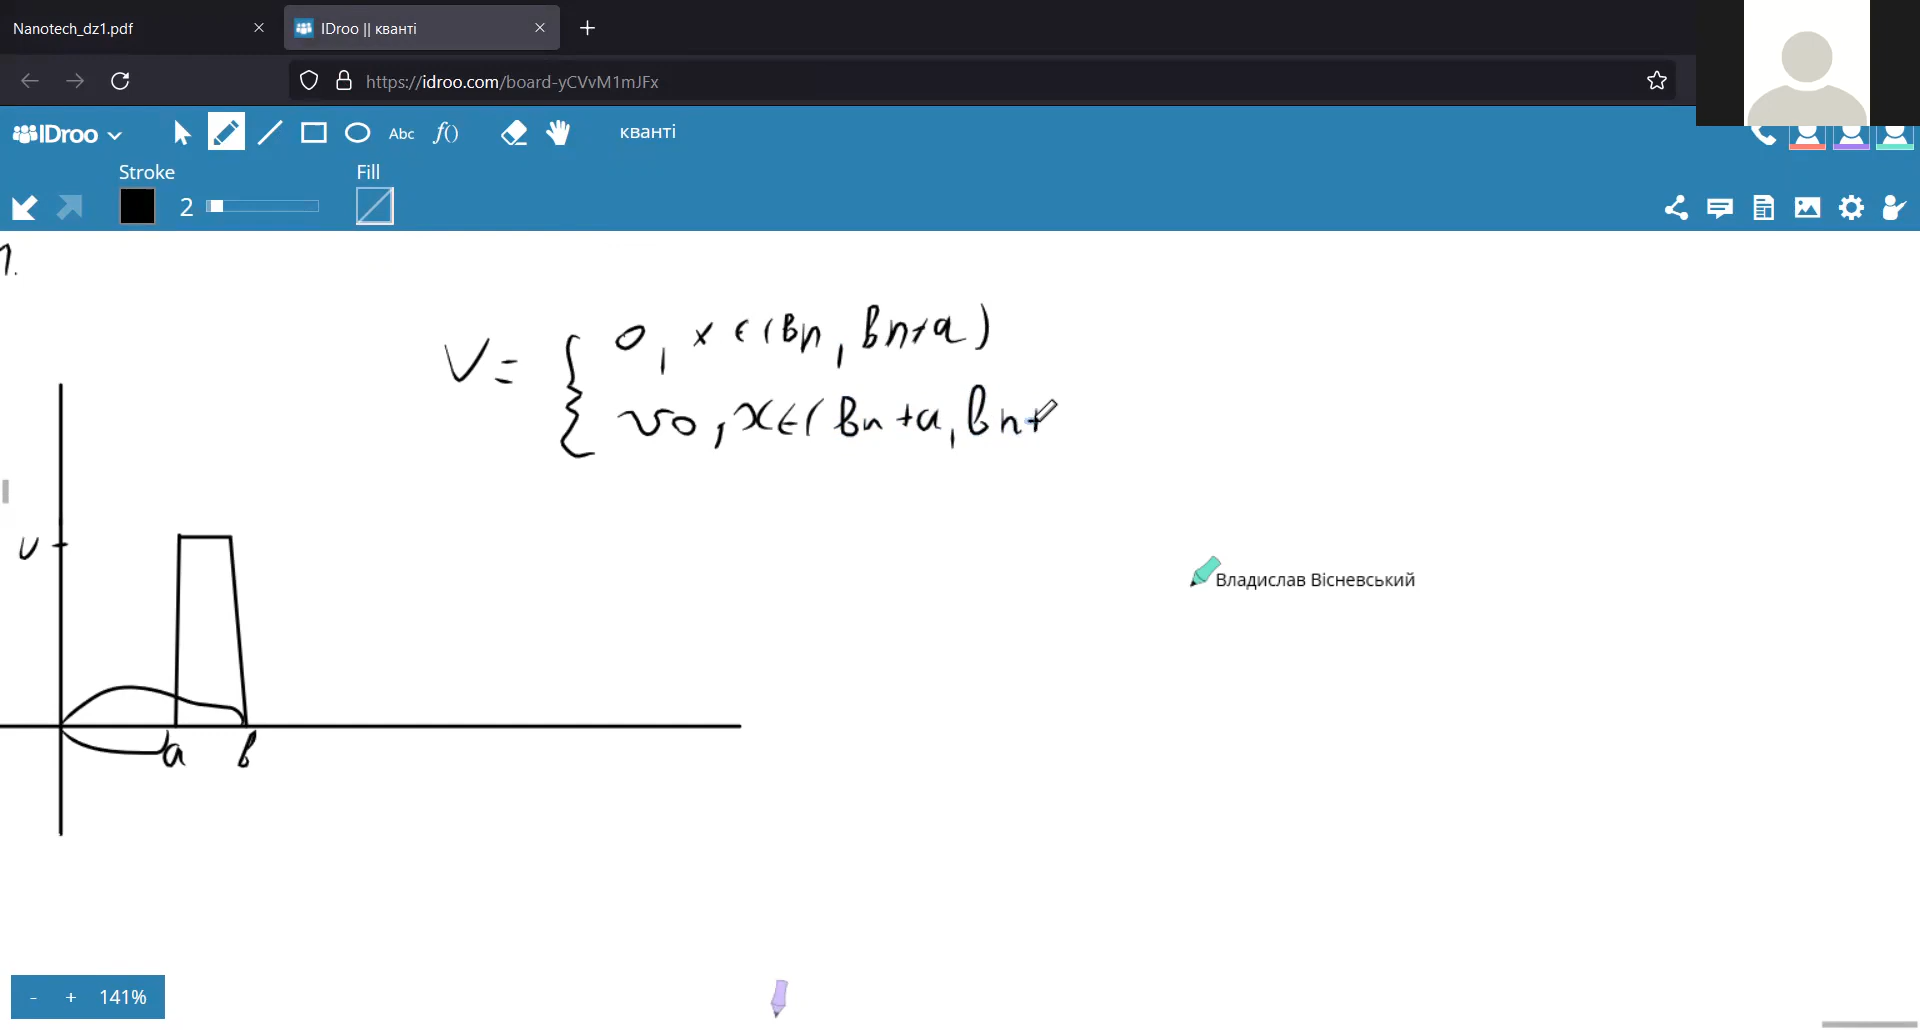 Nanotech_dz1.pdf
IDroo || кванті
https://idroo.com/board-yCVvM1mJFx
IDroo
Abc
f()
кванті
Stroke
Fill
2
1.
V = { 0, x ∈ (bn, bn+a)
v0, x ∈ (bn+a, bn+
υ
Владислав Вісневський
a b
- + 141%